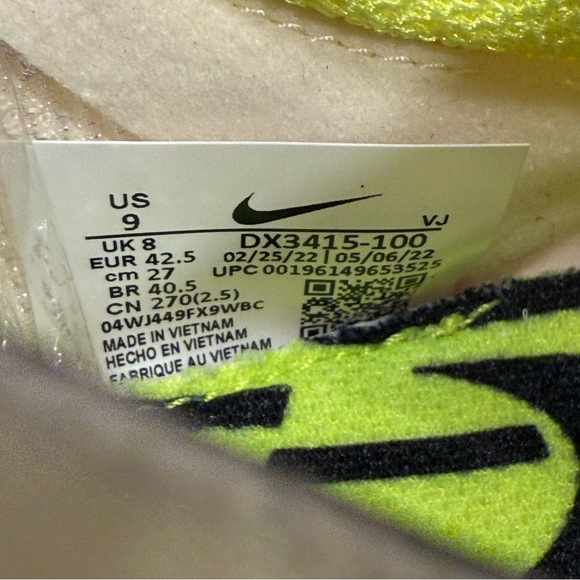 US
9
VJ
UK 8
DX3415-100
EUR 42.5
02/25/22 | 05/06/22
cm 27
UPC 00196149653525
BR 40.5
CN 270(2.5)
04WJ449FX9WBC
MADE IN VIETNAM
HECHO EN VIETNAM
FABRIQUE AU VIETNAM